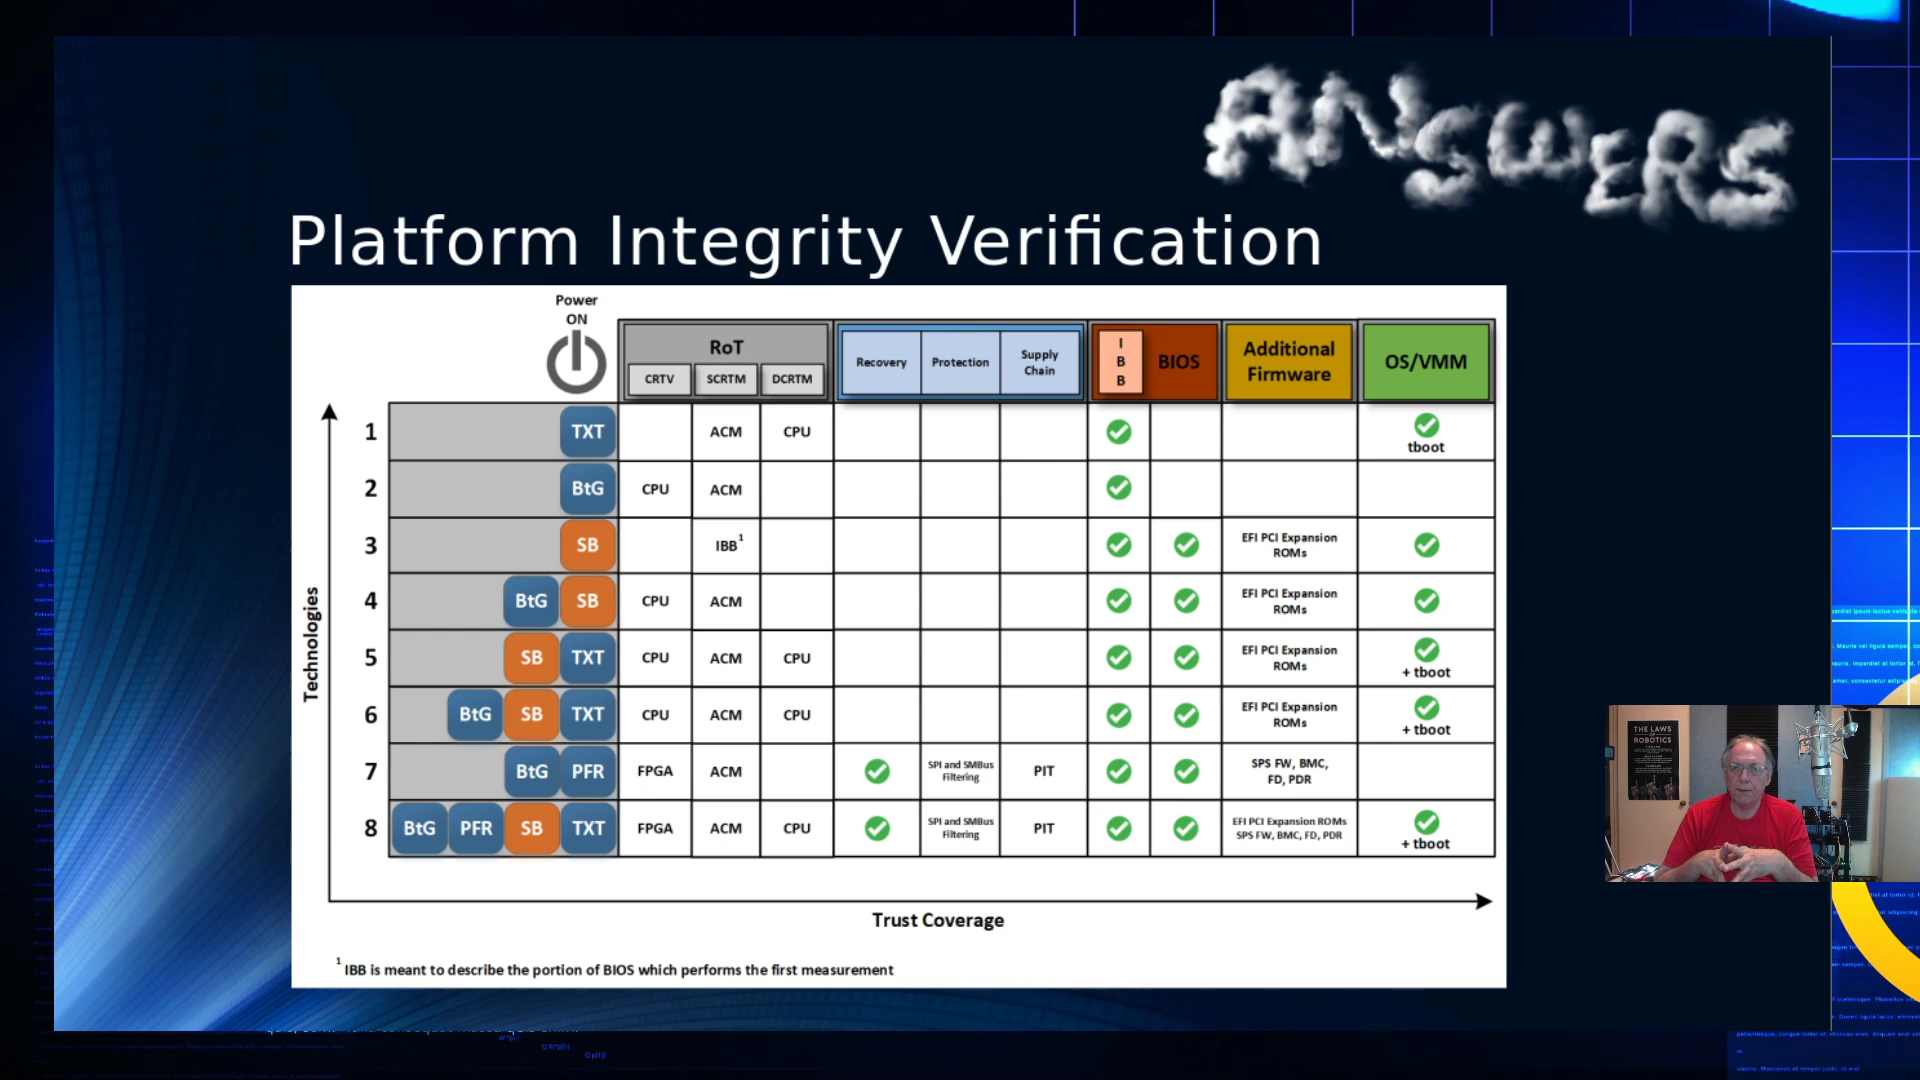 ANSWERS
Platform Integrity Verification
Power
ON
RoT
CRTV SCRTM DCRTM
Recovery Protection Supply
Chain
I
B
B
BIOS
Additional
Firmware
OS/VMM
Technologies
1 TXT ACM CPU
tboot
2 BtG CPU ACM
3 SB IBB1 EFI PCI Expansion
ROMs
4 BtG SB CPU ACM EFI PCI Expansion
ROMs
5 SB TXT CPU ACM CPU EFI PCI Expansion
ROMs
+ tboot
6 BtG SB TXT CPU ACM CPU EFI PCI Expansion
ROMs
+ tboot
7 BtG PFR FPGA ACM SPI and SMBus
Filtering
PIT SPS FW, BMC,
FD, PDR
8 BtG PFR SB TXT FPGA ACM CPU SPI and SMBus
Filtering
PIT EFI PCI Expansion ROMs
SPS FW, BMC, FD, PDR
+ tboot
Trust Coverage
1 IBB is meant to describe the portion of BIOS which performs the first measurement
THE LAWS
OF
ROBOTICS